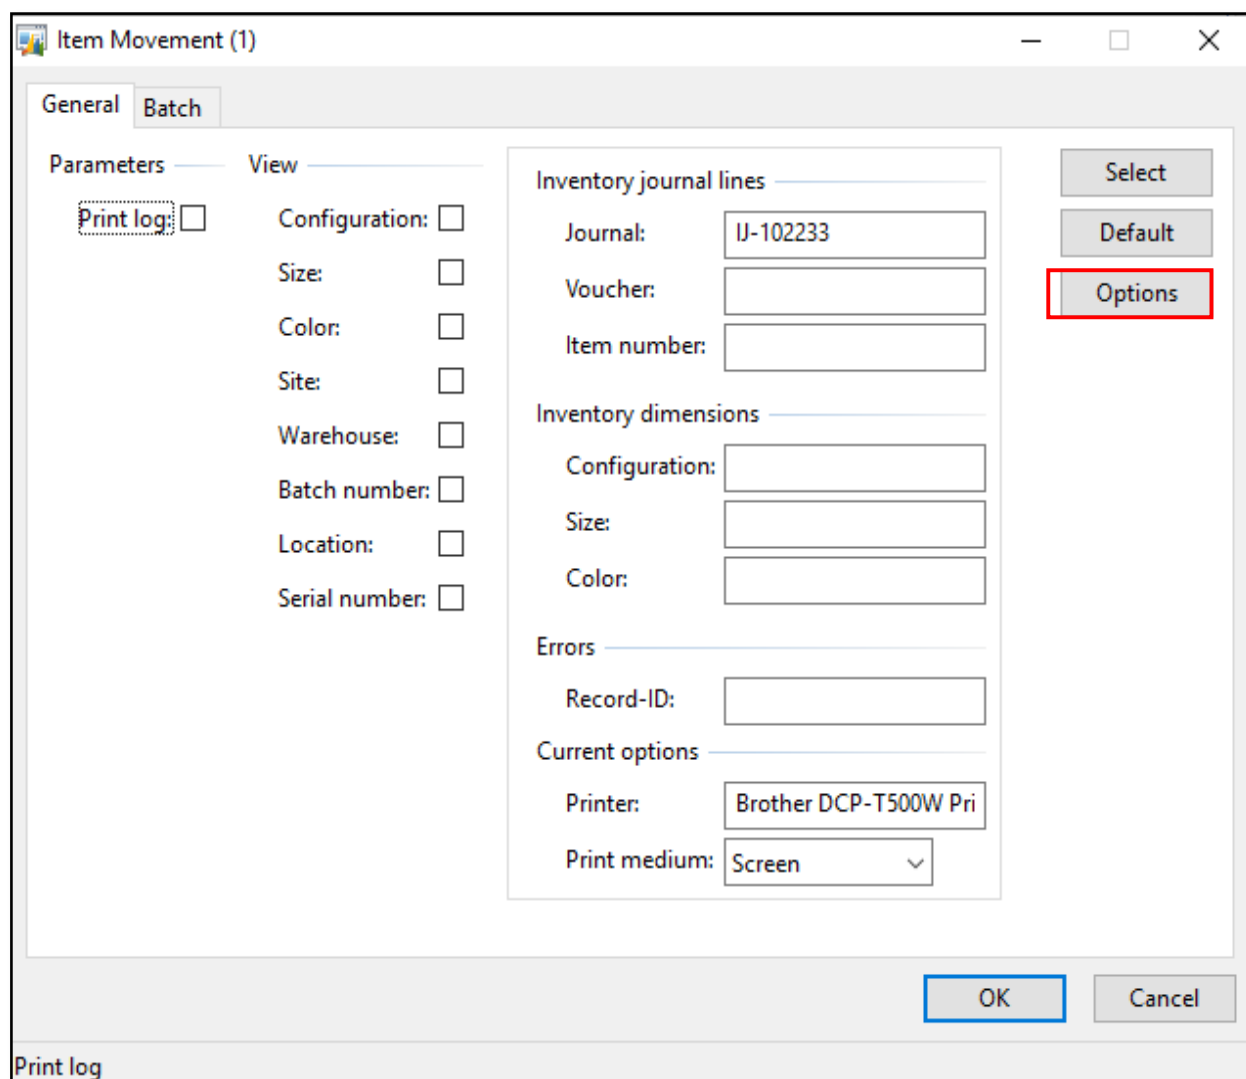 Item Movement (1)
General
Batch
Parameters
Print log:
View
Configuration:
Size:
Color:
Site:
Warehouse:
Batch number:
Location:
Serial number:
Inventory journal lines
Journal: IJ-102233
Voucher:
Item number:
Inventory dimensions
Configuration:
Size:
Color:
Errors
Record-ID:
Current options
Printer: Brother DCP-T500W Pri
Print medium: Screen
Select
Default
Options
OK
Cancel
Print log